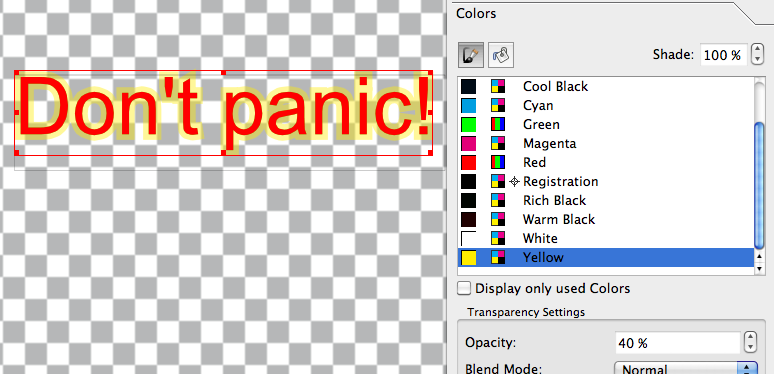 Colors
Shade: 100 %
Don't panic!
Cool Black
Cyan
Green
Magenta
Red
Registration
Rich Black
Warm Black
White
Yellow
Display only used Colors
Transparency Settings
Opacity: 40 %
Blend Mode: Normal